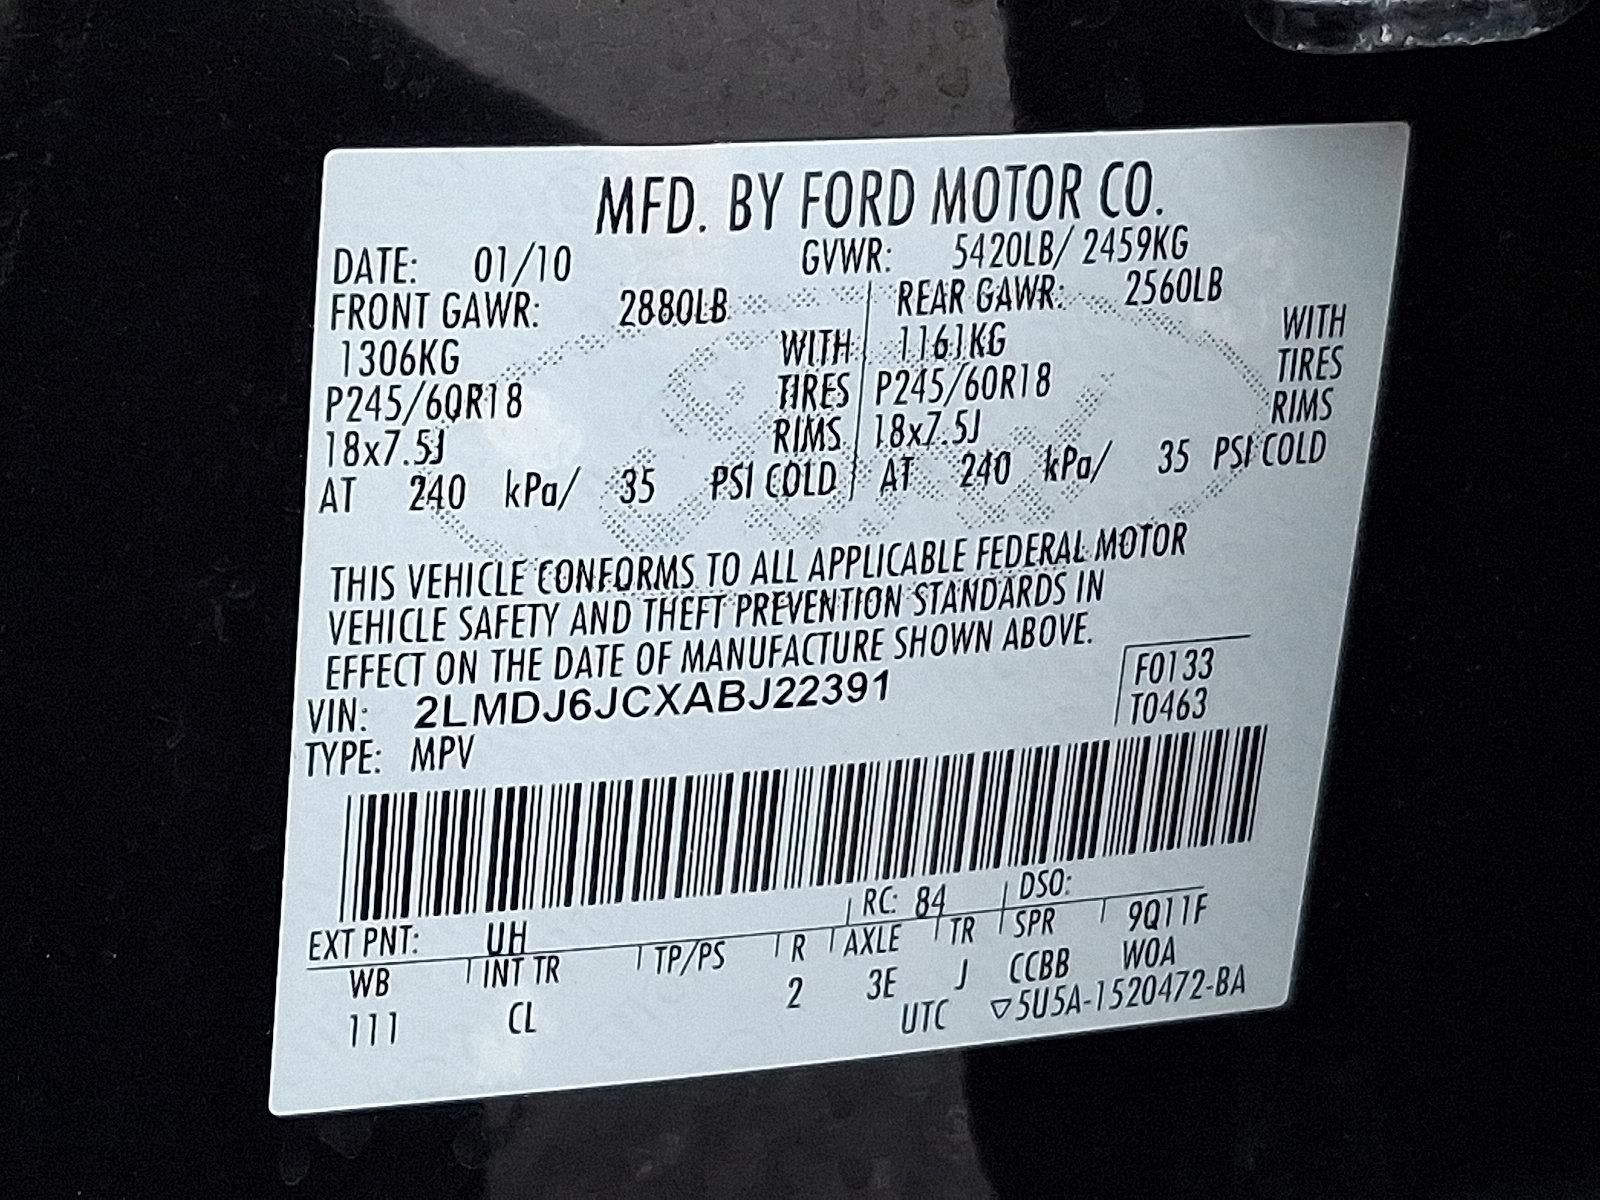 MFD. BY FORD MOTOR CO.
DATE: 01/10 GVWR: 5420LB/ 2459KG
FRONT GAWR: 2880LB REAR GAWR: 2560LB
1306KG WITH 1161KG WITH
P245/60R18 TIRES P245/60R18 TIRES
18x7.5J RIMS 18x7.5J RIMS
AT 240 kPa/ 35 PSI COLD AT 240 kPa/ 35 PSI COLD
THIS VEHICLE CONFORMS TO ALL APPLICABLE FEDERAL MOTOR
VEHICLE SAFETY AND THEFT PREVENTION STANDARDS IN
EFFECT ON THE DATE OF MANUFACTURE SHOWN ABOVE.
VIN: 2LMDJ6JCXABJ22391 F0133
TYPE: MPV T0463
EXT PNT: UH RC: 84 DSO:
WB INT TR TP/PS R AXLE TR SPR 9Q11F
111 CL 2 3E J CCBB WOA
UTC ▽5U5A-1520472-BA